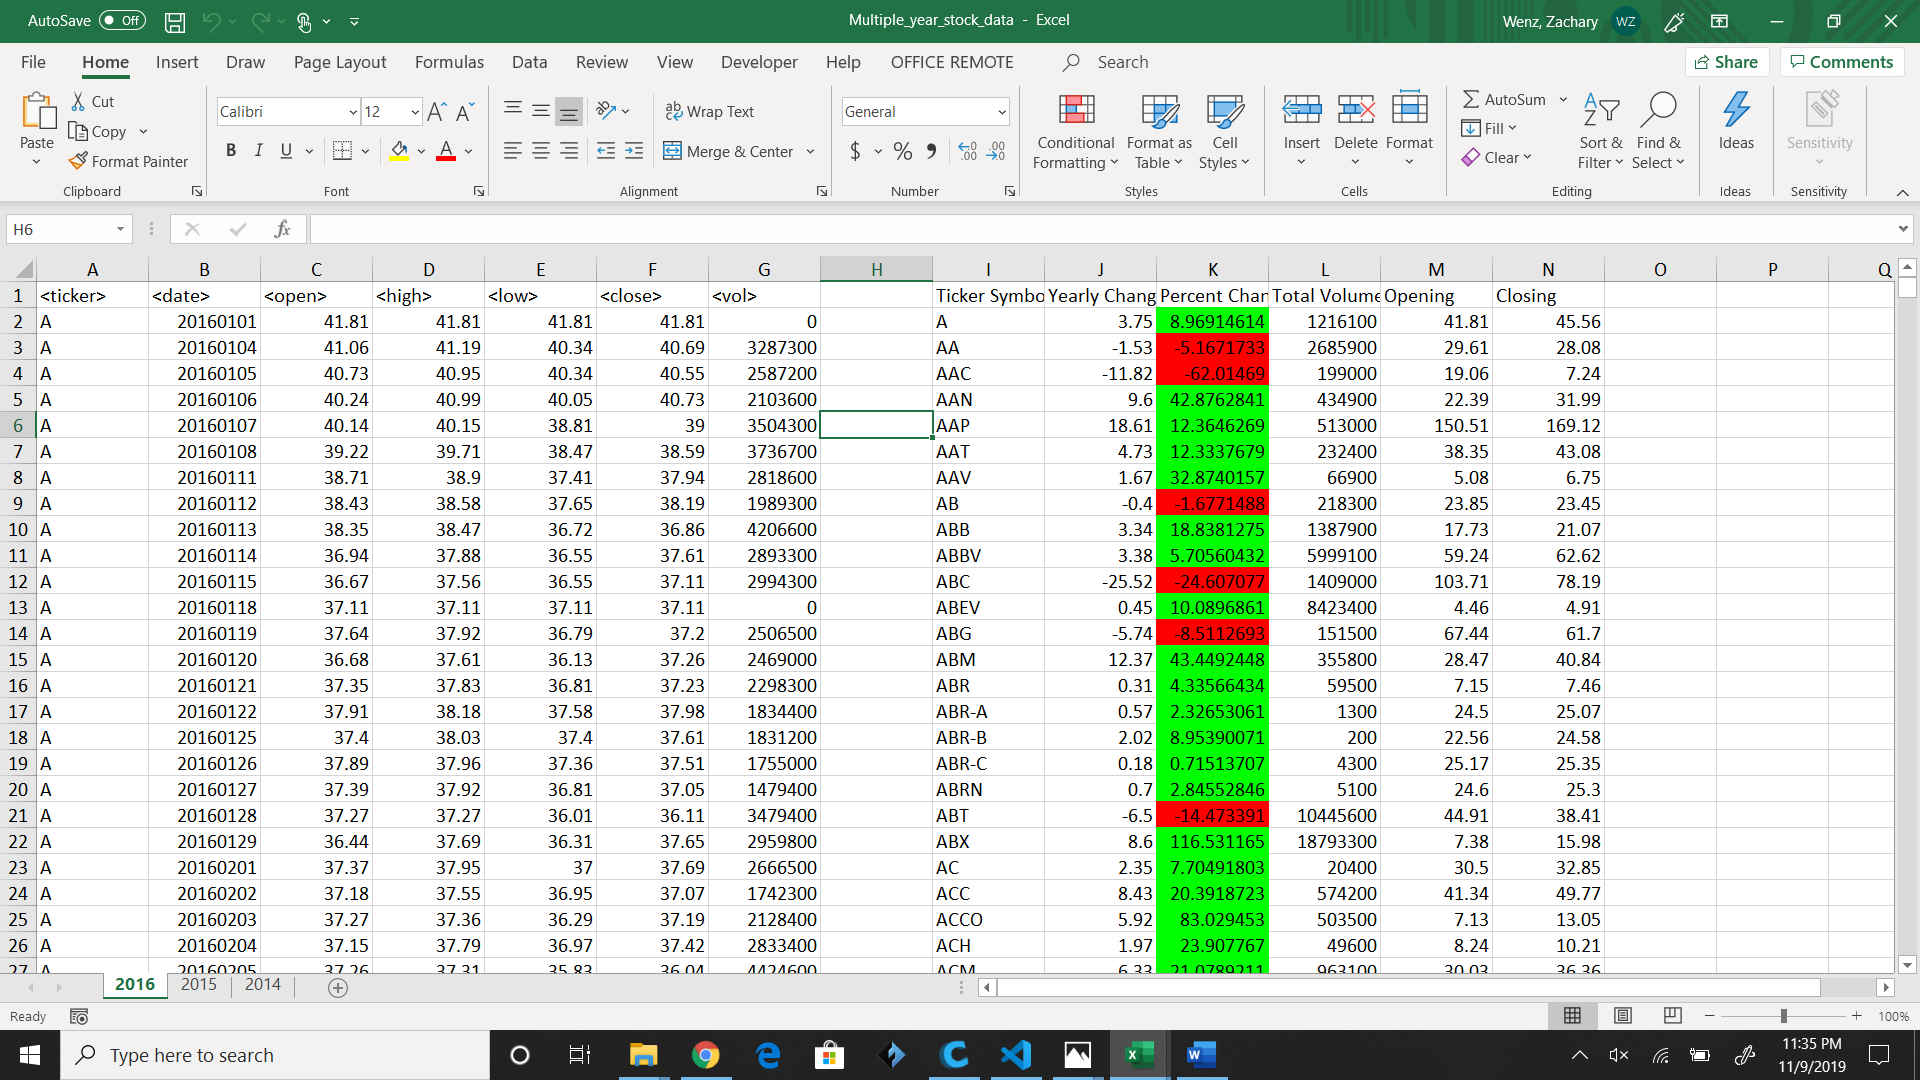 AutoSave Off Multiple_year_stock_data - Excel Wenz, Zachary WZ
File Home Insert Draw Page Layout Formulas Data Review View Developer Help OFFICE REMOTE Search Share Comments
Paste Cut Copy Format Painter Clipboard
Calibri 12 B I U A Font
Wrap Text Merge & Center Alignment
General $ % Number
Conditional Formatting Format as Table Cell Styles Styles
Insert Delete Format Cells
AutoSum Fill Clear Sort & Filter Find & Select Editing
Ideas Ideas
Sensitivity Sensitivity
H6 fx
A B C D E F G H I J K L M N O P Q
1 <ticker> <date> <open> <high> <low> <close> <vol> Ticker Symbo Yearly Chang Percent Chan Total Volume Opening Closing
2 A 20160101 41.81 41.81 41.81 41.81 0 A 3.75 8.96914614 1216100 41.81 45.56
3 A 20160104 41.06 41.19 40.34 40.69 3287300 AA -1.53 -5.1671733 2685900 29.61 28.08
4 A 20160105 40.73 40.95 40.34 40.55 2587200 AAC -11.82 -62.01469 199000 19.06 7.24
5 A 20160106 40.24 40.99 40.05 40.73 2103600 AAN 9.6 42.8762841 434900 22.39 31.99
6 A 20160107 40.14 40.15 38.81 39 3504300 AAP 18.61 12.3646269 513000 150.51 169.12
7 A 20160108 39.22 39.71 38.47 38.59 3736700 AAT 4.73 12.3337679 232400 38.35 43.08
8 A 20160111 38.71 38.9 37.41 37.94 2818600 AAV 1.67 32.8740157 66900 5.08 6.75
9 A 20160112 38.43 38.58 37.65 38.19 1989300 AB -0.4 -1.6771488 218300 23.85 23.45
10 A 20160113 38.35 38.47 36.72 36.86 4206600 ABB 3.34 18.8381275 1387900 17.73 21.07
11 A 20160114 36.94 37.88 36.55 37.61 2893300 ABBV 3.38 5.70560432 5999100 59.24 62.62
12 A 20160115 36.67 37.56 36.55 37.11 2994300 ABC -25.52 -24.607077 1409000 103.71 78.19
13 A 20160118 37.11 37.11 37.11 37.11 0 ABEV 0.45 10.0896861 8423400 4.46 4.91
14 A 20160119 37.64 37.92 36.79 37.2 2506500 ABG -5.74 -8.5112693 151500 67.44 61.7
15 A 20160120 36.68 37.61 36.13 37.26 2469000 ABM 12.37 43.4492448 355800 28.47 40.84
16 A 20160121 37.35 37.83 36.81 37.23 2298300 ABR 0.31 4.33566434 59500 7.15 7.46
17 A 20160122 37.91 38.18 37.58 37.98 1834400 ABR-A 0.57 2.32653061 1300 24.5 25.07
18 A 20160125 37.4 38.03 37.4 37.61 1831200 ABR-B 2.02 8.95390071 200 22.56 24.58
19 A 20160126 37.89 37.96 37.36 37.51 1755000 ABR-C 0.18 0.71513707 4300 25.17 25.35
20 A 20160127 37.39 37.92 36.81 37.05 1479400 ABRN 0.7 2.84552846 5100 24.6 25.3
21 A 20160128 37.27 37.27 36.01 36.11 3479400 ABT -6.5 -14.473391 10445600 44.91 38.41
22 A 20160129 36.44 37.69 36.31 37.65 2959800 ABX 8.6 116.531165 18793300 7.38 15.98
23 A 20160201 37.37 37.95 37 37.69 2666500 AC 2.35 7.70491803 20400 30.5 32.85
24 A 20160202 37.18 37.55 36.95 37.07 1742300 ACC 8.43 20.3918723 574200 41.34 49.77
25 A 20160203 37.27 37.36 36.29 37.19 2128400 ACCO 5.92 83.029453 503500 7.13 13.05
26 A 20160204 37.15 37.79 36.97 37.42 2833400 ACH 1.97 23.907767 49600 8.24 10.21
27 A 20160205 37.26 37.31 35.83 36.04 4424600 ACM 6.33 21.0789211 963100 30.03 36.36
2016 2015 2014
Ready 100%
Type here to search 11:35 PM
11/9/2019